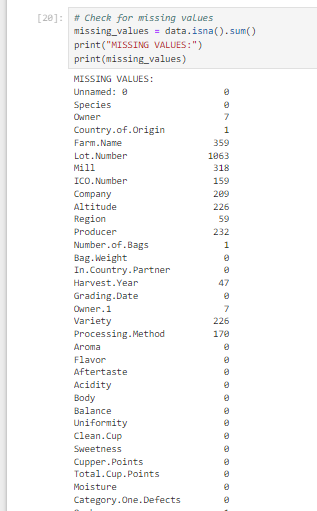 [20]: # Check for missing values
missing_values = data.isna().sum()
print("MISSING VALUES:")
print(missing_values)
MISSING VALUES:
Unnamed: 0 0
Species 0
Owner 7
Country.of.Origin 1
Farm.Name 359
Lot.Number 1063
Mill 318
ICO.Number 159
Company 209
Altitude 226
Region 59
Producer 232
Number.of.Bags 1
Bag.Weight 0
In.Country.Partner 0
Harvest.Year 47
Grading.Date 0
Owner.1 7
Variety 226
Processing.Method 170
Aroma 0
Flavor 0
Aftertaste 0
Acidity 0
Body 0
Balance 0
Uniformity 0
Clean.Cup 0
Sweetness 0
Cupper.Points 0
Total.Cup.Points 0
Moisture 0
Category.One.Defects 0